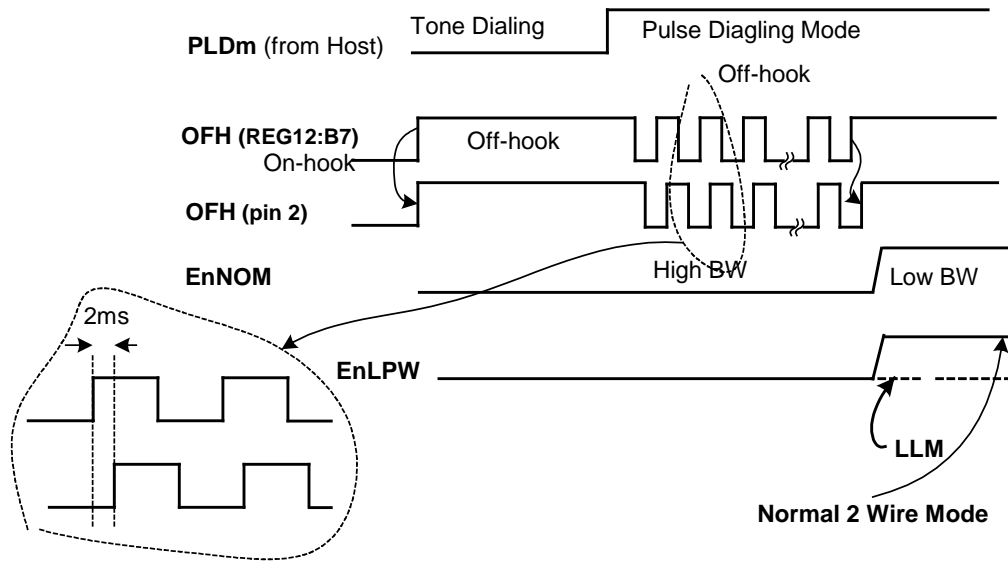 Tone Dialing
Pulse Diagling Mode
PLDm (from Host)
Off-hook
OFH (REG12:B7)
On-hook
Off-hook
OFH (pin 2)
EnNOM
High BW
Low BW
2ms
EnLPW
LLM
Normal 2 Wire Mode